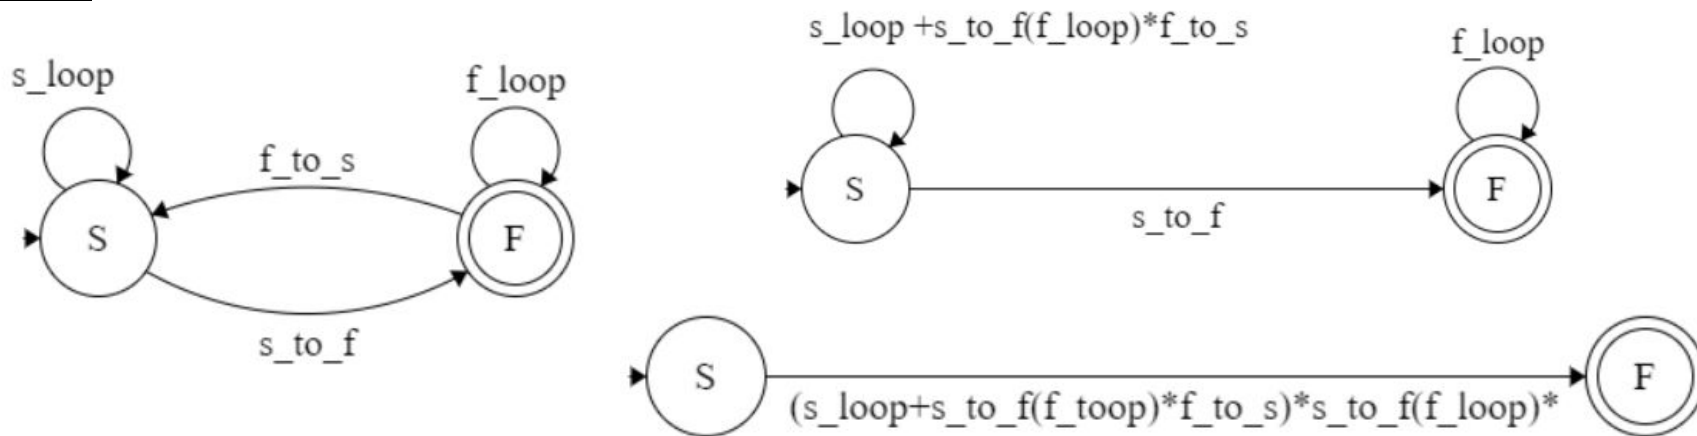 s_loop
f_loop
f_to_s
S
F
s_to_f
s_loop +s_to_f(f_loop)*f_to_s
f_loop
S
F
s_to_f
S
F
(s_loop+s_to_f(f_toop)*f_to_s)*s_to_f(f_loop)*